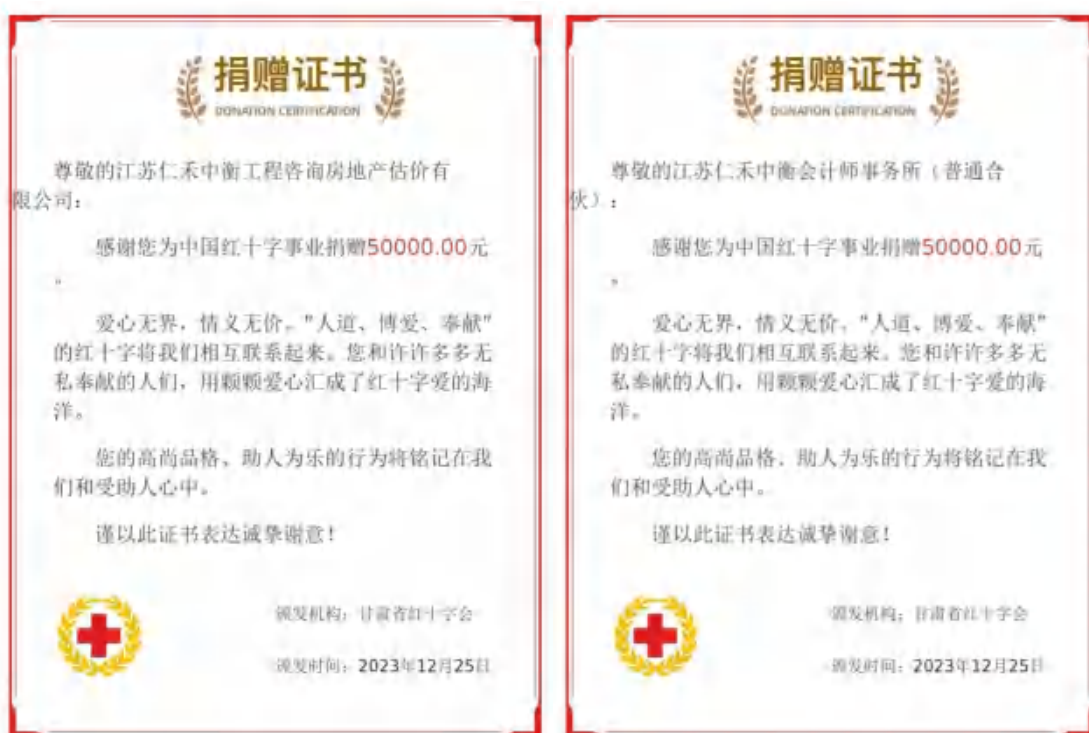 捐赠证书
DONATION CERTIFICATION
尊敬的江苏仁禾中衡工程咨询房地产估价有
限公司：
感谢您为中国红十字事业捐赠50000.00元
。
爱心无界，情义无价。"人道、博爱、奉献"
的红十字将我们相互联系起来。您和许许多多无
私奉献的人们，用颗颗爱心汇成了红十字爱的海
洋。
您的高尚品格、助人为乐的行为将铭记在我
们和受助人心中。
谨以此证书表达诚挚谢意！
颁发机构：甘肃省红十字会
颁发时间：2023年12月25日
捐赠证书
DONATION CERTIFICATION
尊敬的江苏仁禾中衡会计师事务所（普通合
伙）：
感谢您为中国红十字事业捐赠50000.00元
。
爱心无界，情义无价。"人道、博爱、奉献"
的红十字将我们相互联系起来。您和许许多多无
私奉献的人们，用颗颗爱心汇成了红十字爱的海
洋。
您的高尚品格、助人为乐的行为将铭记在我
们和受助人心中。
谨以此证书表达诚挚谢意！
颁发机构：甘肃省红十字会
颁发时间：2023年12月25日